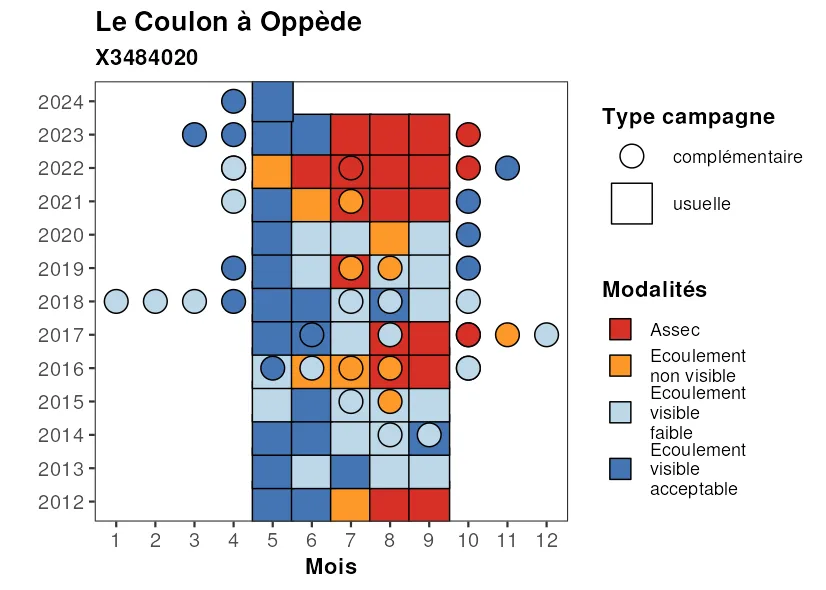 Le Coulon à Oppède
X3484020
2024
2023
2022
2021
2020
2019
2018
2017
2016
2015
2014
2013
2012
1 2 3 4 5 6 7 8 9 10 11 12
Mois
Type campagne
complémentaire
usuelle
Modalités
Assec
Ecoulement
non visible
Ecoulement
visible
faible
Ecoulement
visible
acceptable